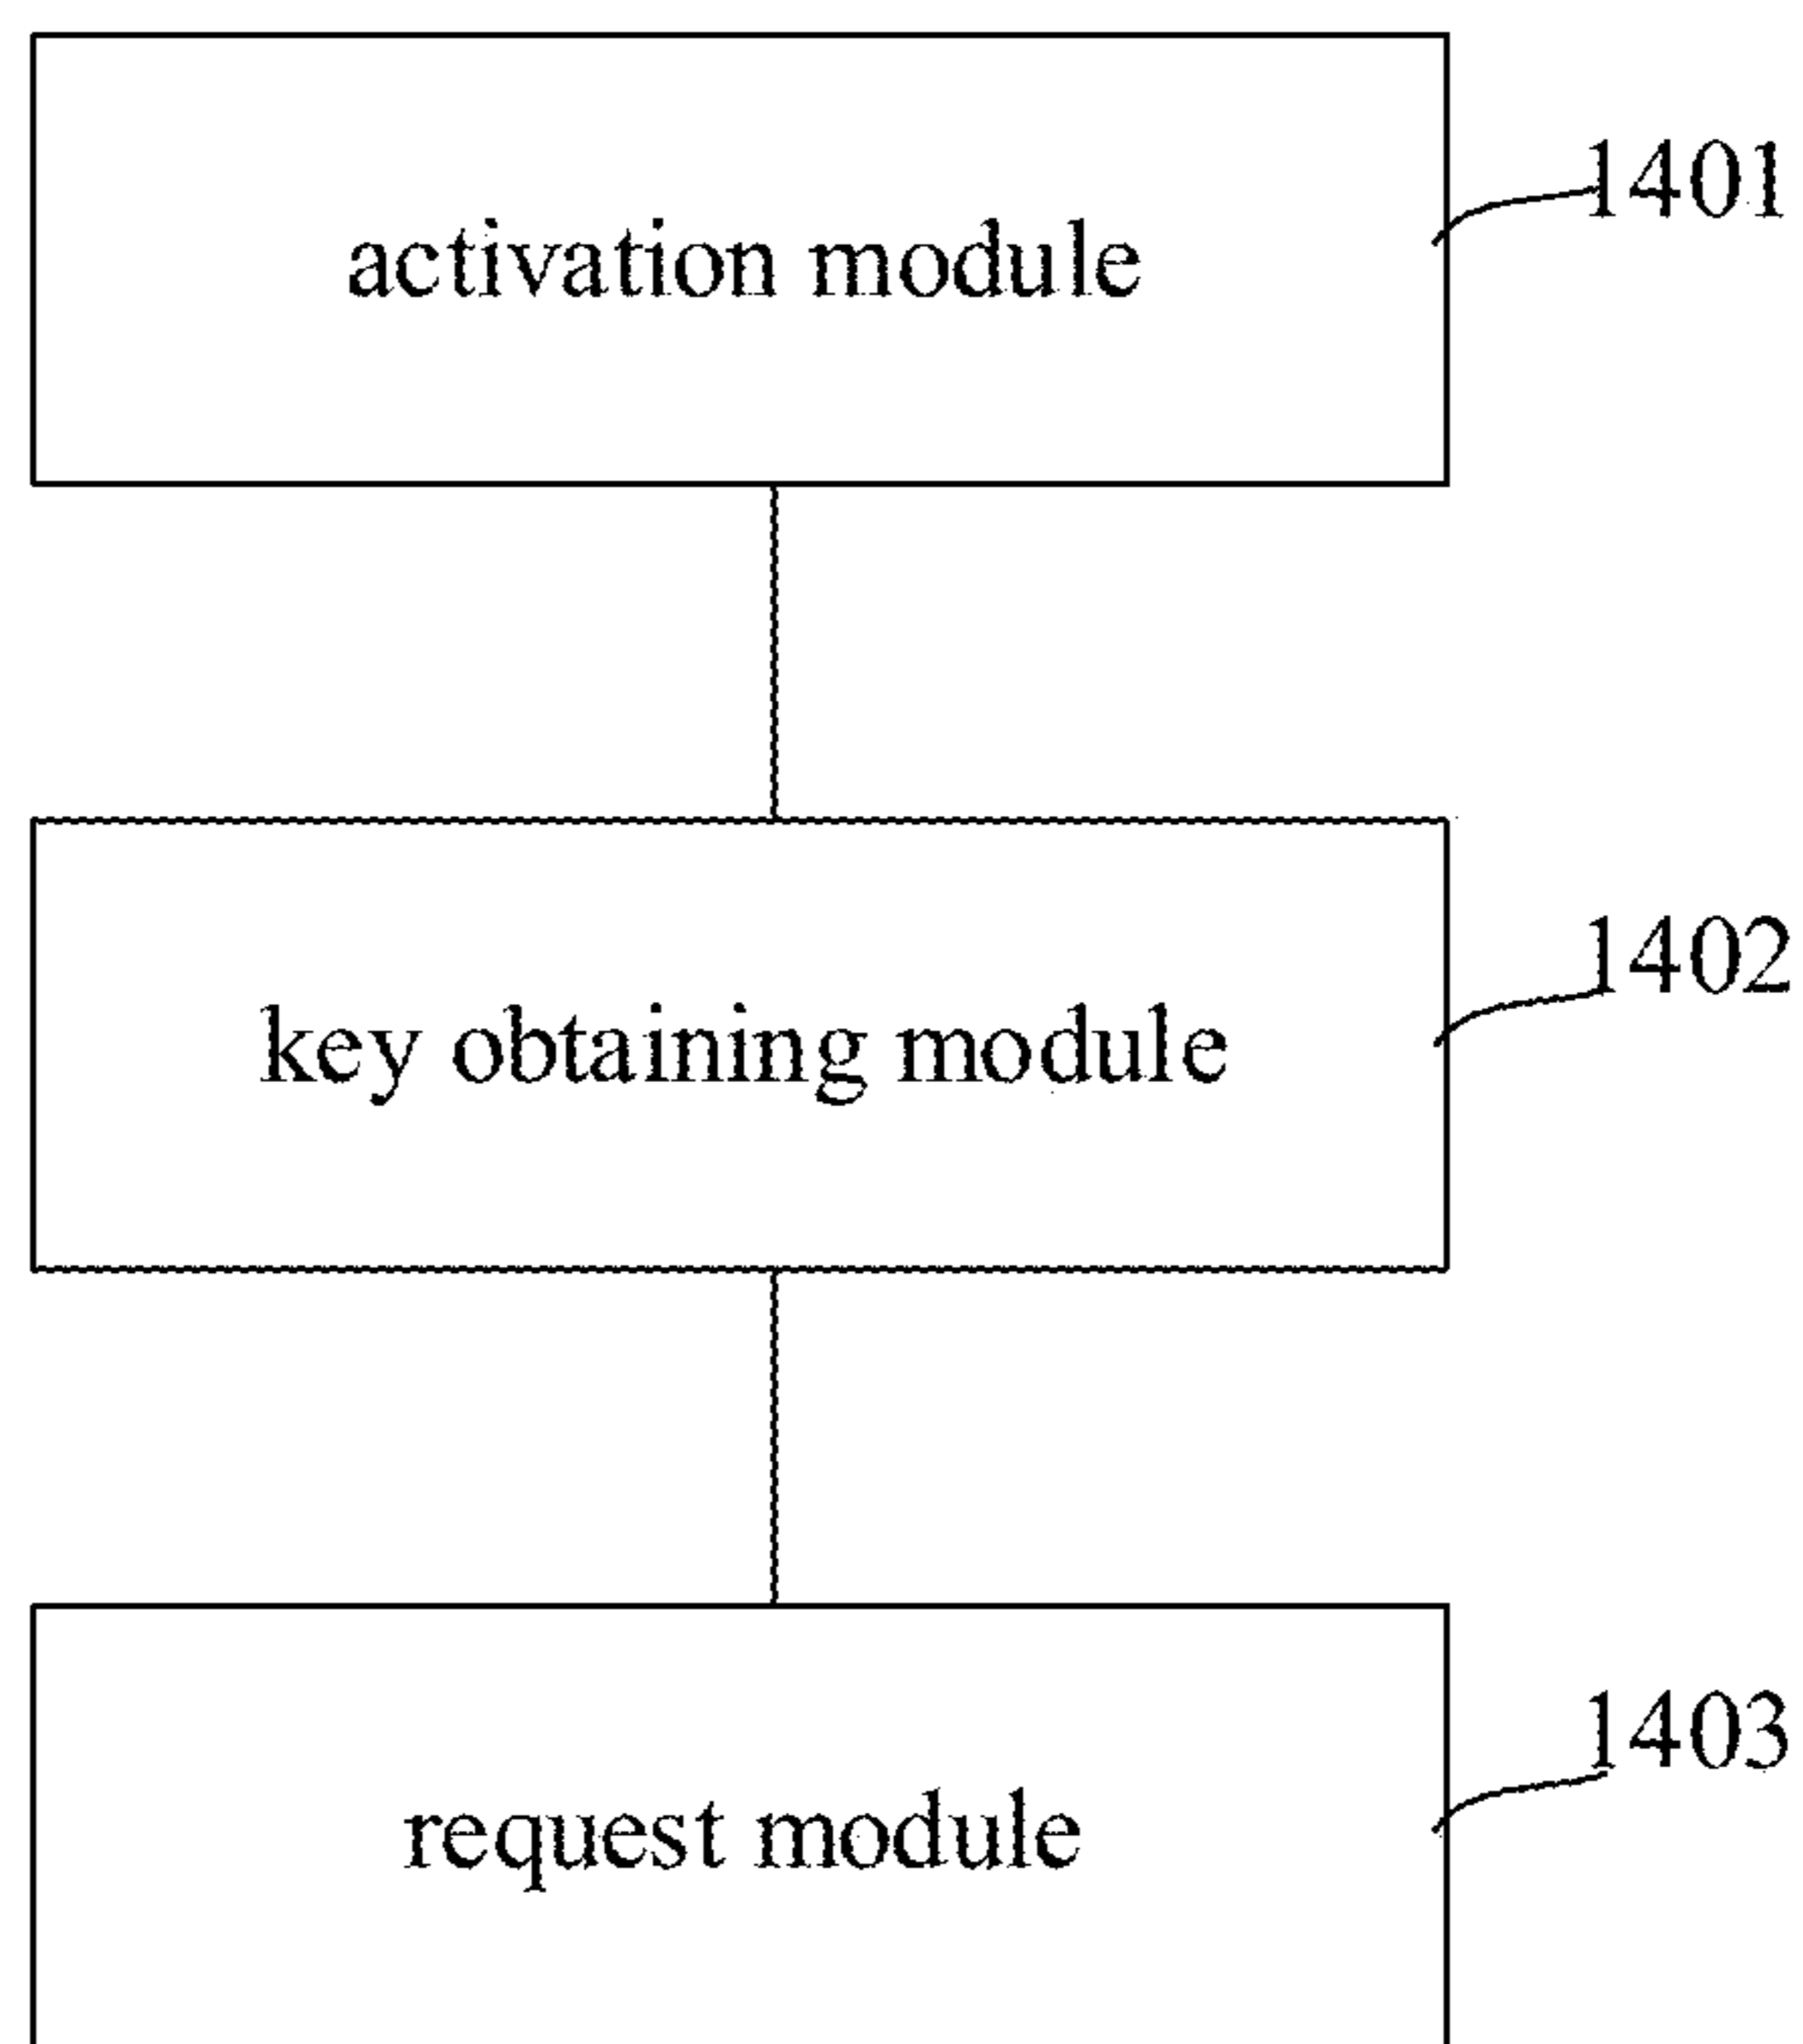 activation module
1401
key obtaining module
1402
request module
1403